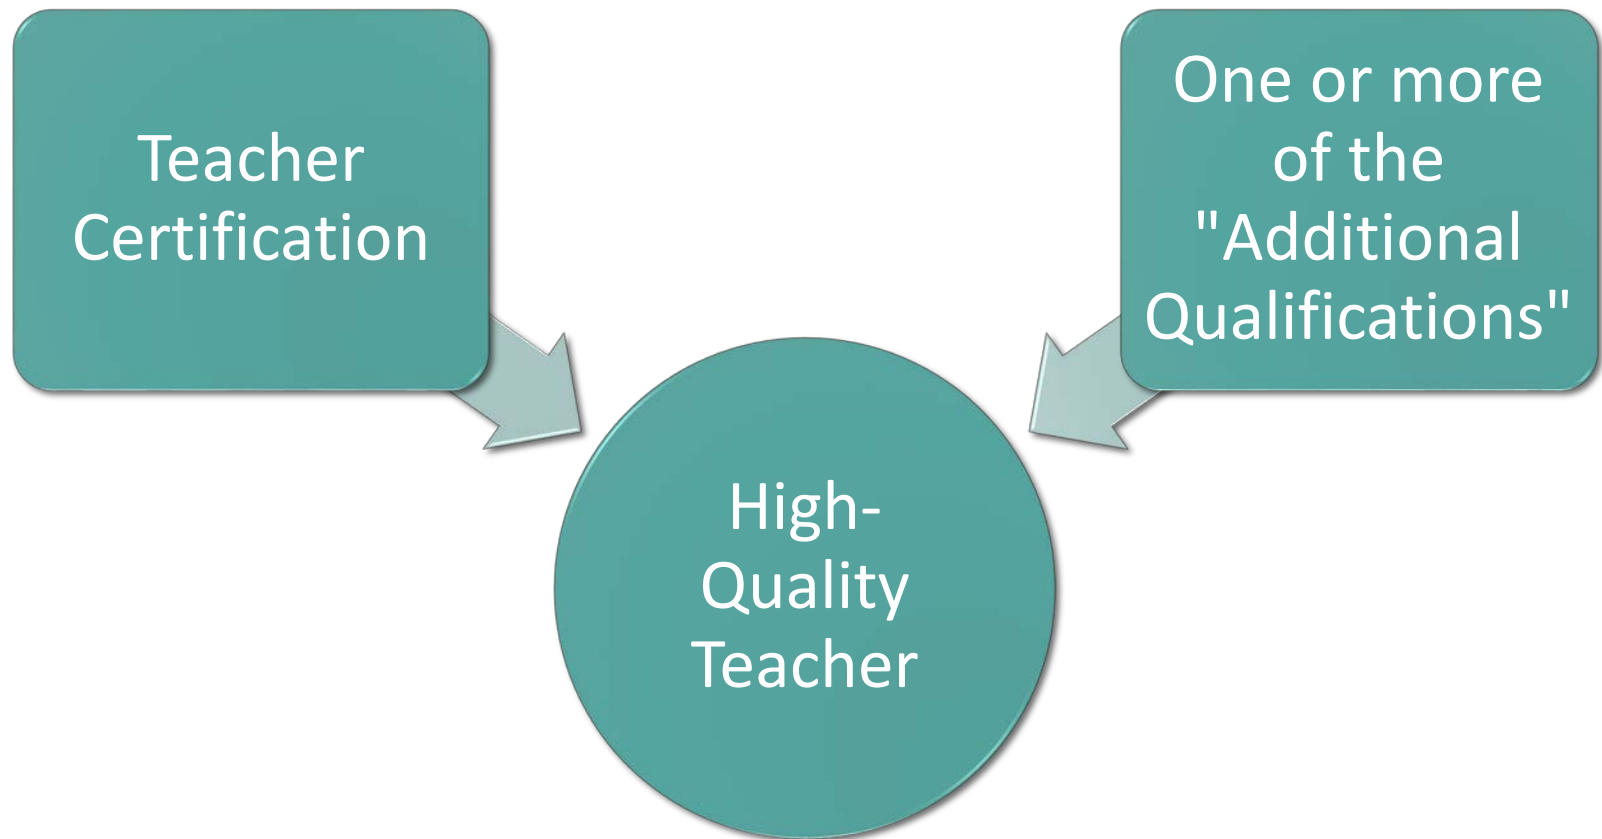 Teacher
Certification
One or more
of the
"Additional
Qualifications"
High-
Quality
Teacher